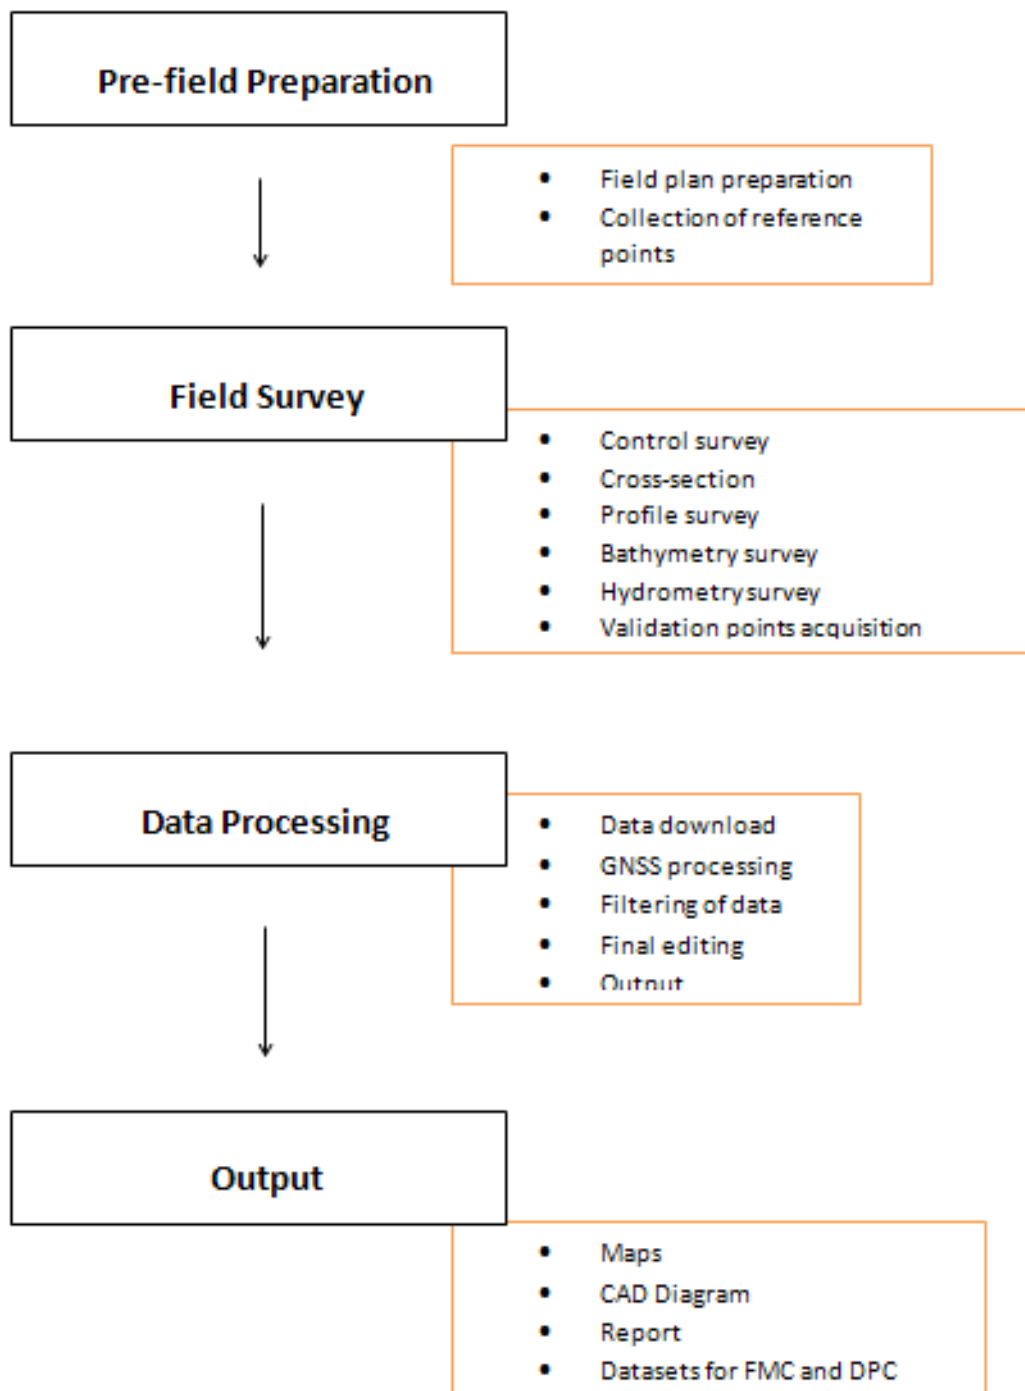 Pre-field Preparation
• Field plan preparation
• Collection of reference
points
Field Survey
• Control survey
• Cross-section
• Profile survey
• Bathymetry survey
• Hydrometry survey
• Validation points acquisition
Data Processing
• Data download
• GNSS processing
• Filtering of data
• Final editing
• Output
Output
• Maps
• CAD Diagram
• Report
• Datasets for FMC and DPC